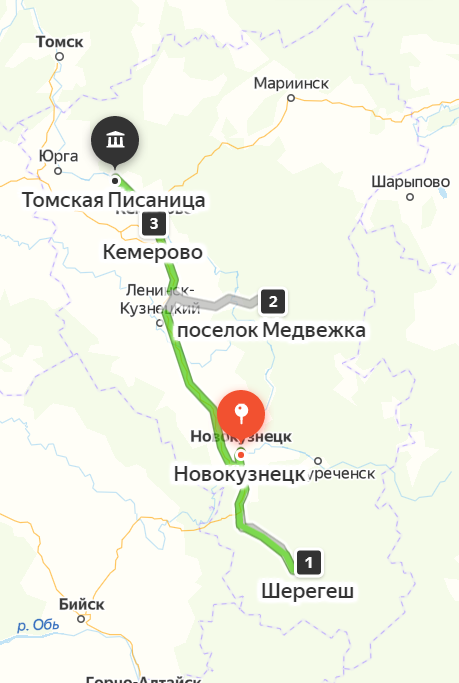 Томск
Мариинск
Юрга
Шарыпово
Томская Писаница
3
Кемерово
Ленинск-
Кузнецкий
2
поселок Медвежка
Новокузнецк
Новокузнецк
1
Шерегеш
Бийск
р. Обь